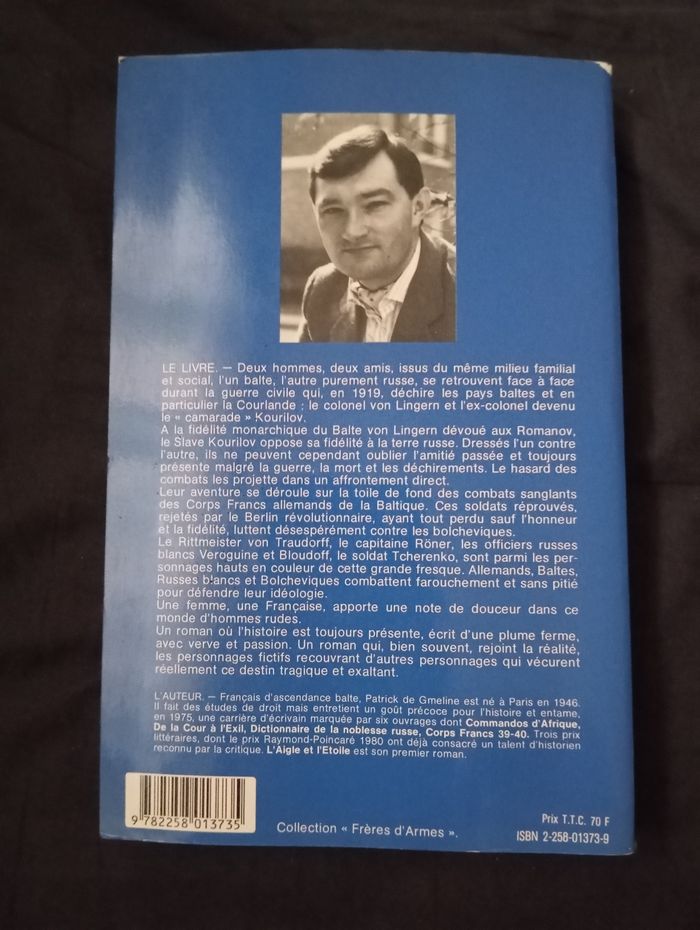 LE LIVRE. — Deux hommes, deux amis, issus du même milieu familial
et social, l'un balte, l'autre purement russe, se retrouvent face à face
durant la guerre civile qui, en 1919, déchire les pays baltes et en
particulier la Courlande : le colonel von Lingern et l'ex-colonel devenu
le « camarade » Kourilov.
A la fidélité monarchique du Balte von Lingern dévoué aux Romanov,
le Slave Kourilov oppose sa fidélité à la terre russe. Dressés l'un contre
l'autre, ils ne peuvent cependant oublier l'amitié passée et toujours
présente malgré la guerre, la mort et les déchirements. Le hasard des
combats les projette dans un affrontement direct.
Leur aventure se déroule sur la toile de fond des combats sanglants
des Corps Francs allemands de la Baltique. Ces soldats réprouvés,
rejetés par le Berlin révolutionnaire, ayant tout perdu sauf l'honneur
et la fidélité, luttent désespérément contre les bolcheviques.
Le Rittmeister von Traudorff, le capitaine Röner, les officiers russes
blancs Veroguine et Bloudoff, le soldat Tcherenko, sont parmi les per-
sonnages hauts en couleur de cette grande fresque. Allemands, Baltes,
Russes blancs et Bolcheviques combattent farouchement et sans pitié
pour défendre leur idéologie.
Une femme, une Française, apporte une note de douceur dans ce
monde d'hommes rudes.
Un roman où l'histoire est toujours présente, écrit d'une plume ferme,
avec verve et passion. Un roman qui, bien souvent, rejoint la réalité,
les personnages fictifs recouvrant d'autres personnages qui vécurent
réellement ce destin tragique et exaltant.
L'AUTEUR. — Français d'ascendance balte, Patrick de Gmeline est né à Paris en 1946.
Il fait des études de droit mais entretient un goût précoce pour l'histoire et entame,
en 1975, une carrière d'écrivain marquée par six ouvrages dont Commandos d'Afrique,
De la Cour à l'Exil, Dictionnaire de la noblesse russe, Corps Francs 39-40. Trois prix
littéraires, dont le prix Raymond-Poincaré 1980 ont déjà consacré un talent d'historien
reconnu par la critique. L'Aigle et l'Etoile est son premier roman.
9 782258 013735
Collection « Frères d'Armes ».
Prix T.T.C. 70 F
ISBN 2-258-01373-9